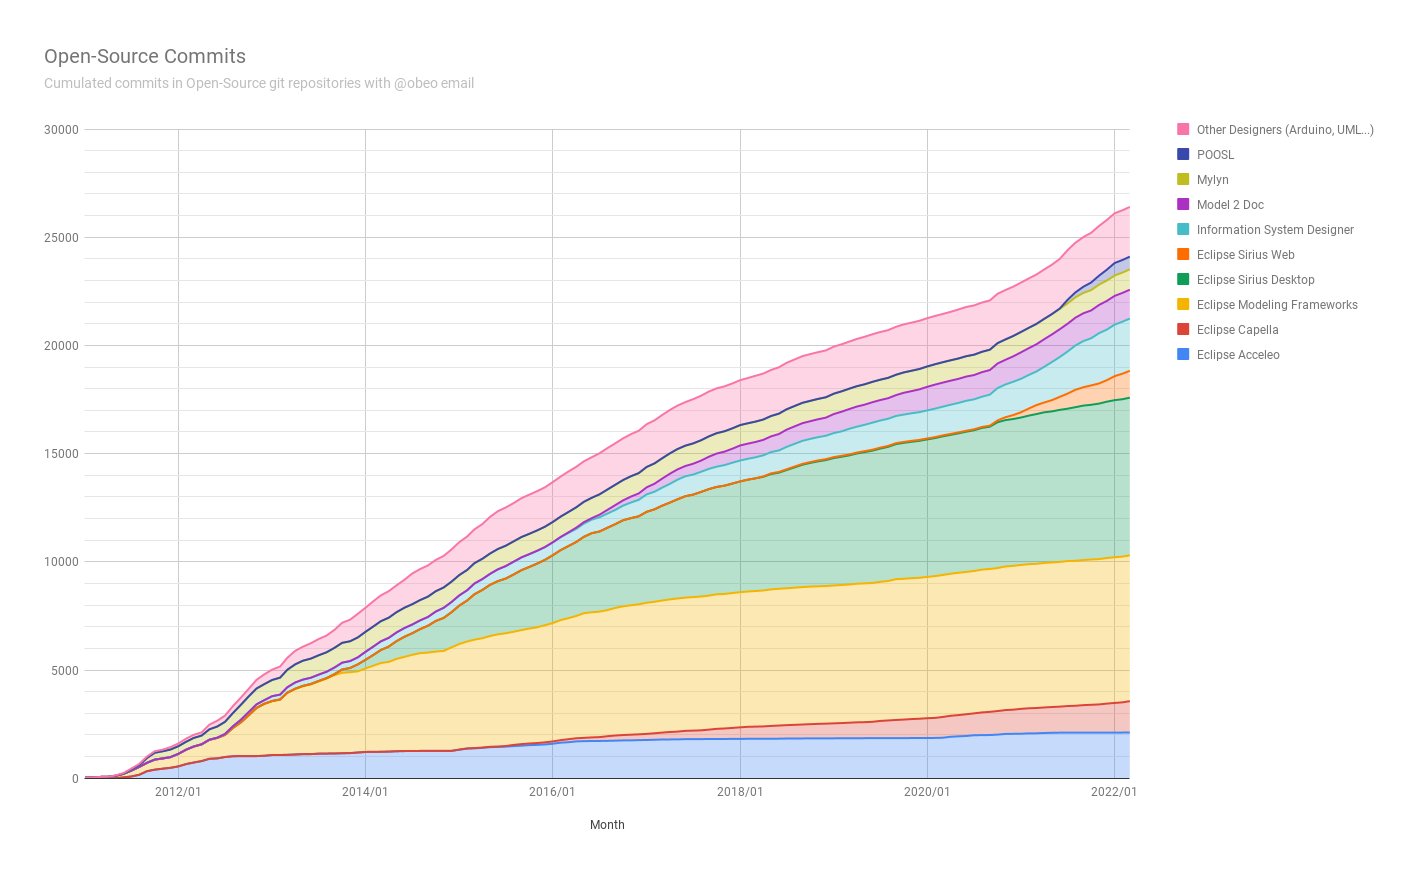 Open-Source Commits
Cumulated commits in Open-Source git repositories with @obeo email
30000
25000
20000
15000
10000
5000
0
2012/01
2014/01
2016/01
2018/01
2020/01
2022/01
Month
Other Designers (Arduino, UML...)
POOSL
Mylyn
Model 2 Doc
Information System Designer
Eclipse Sirius Web
Eclipse Sirius Desktop
Eclipse Modeling Frameworks
Eclipse Capella
Eclipse Acceleo